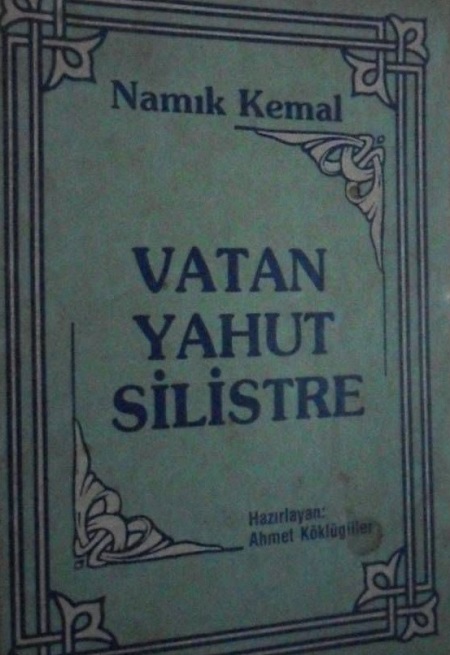 Namık Kemal
VATAN
YAHUT
SİLİSTRE
Hazırlayan:
Ahmet Köklügiller